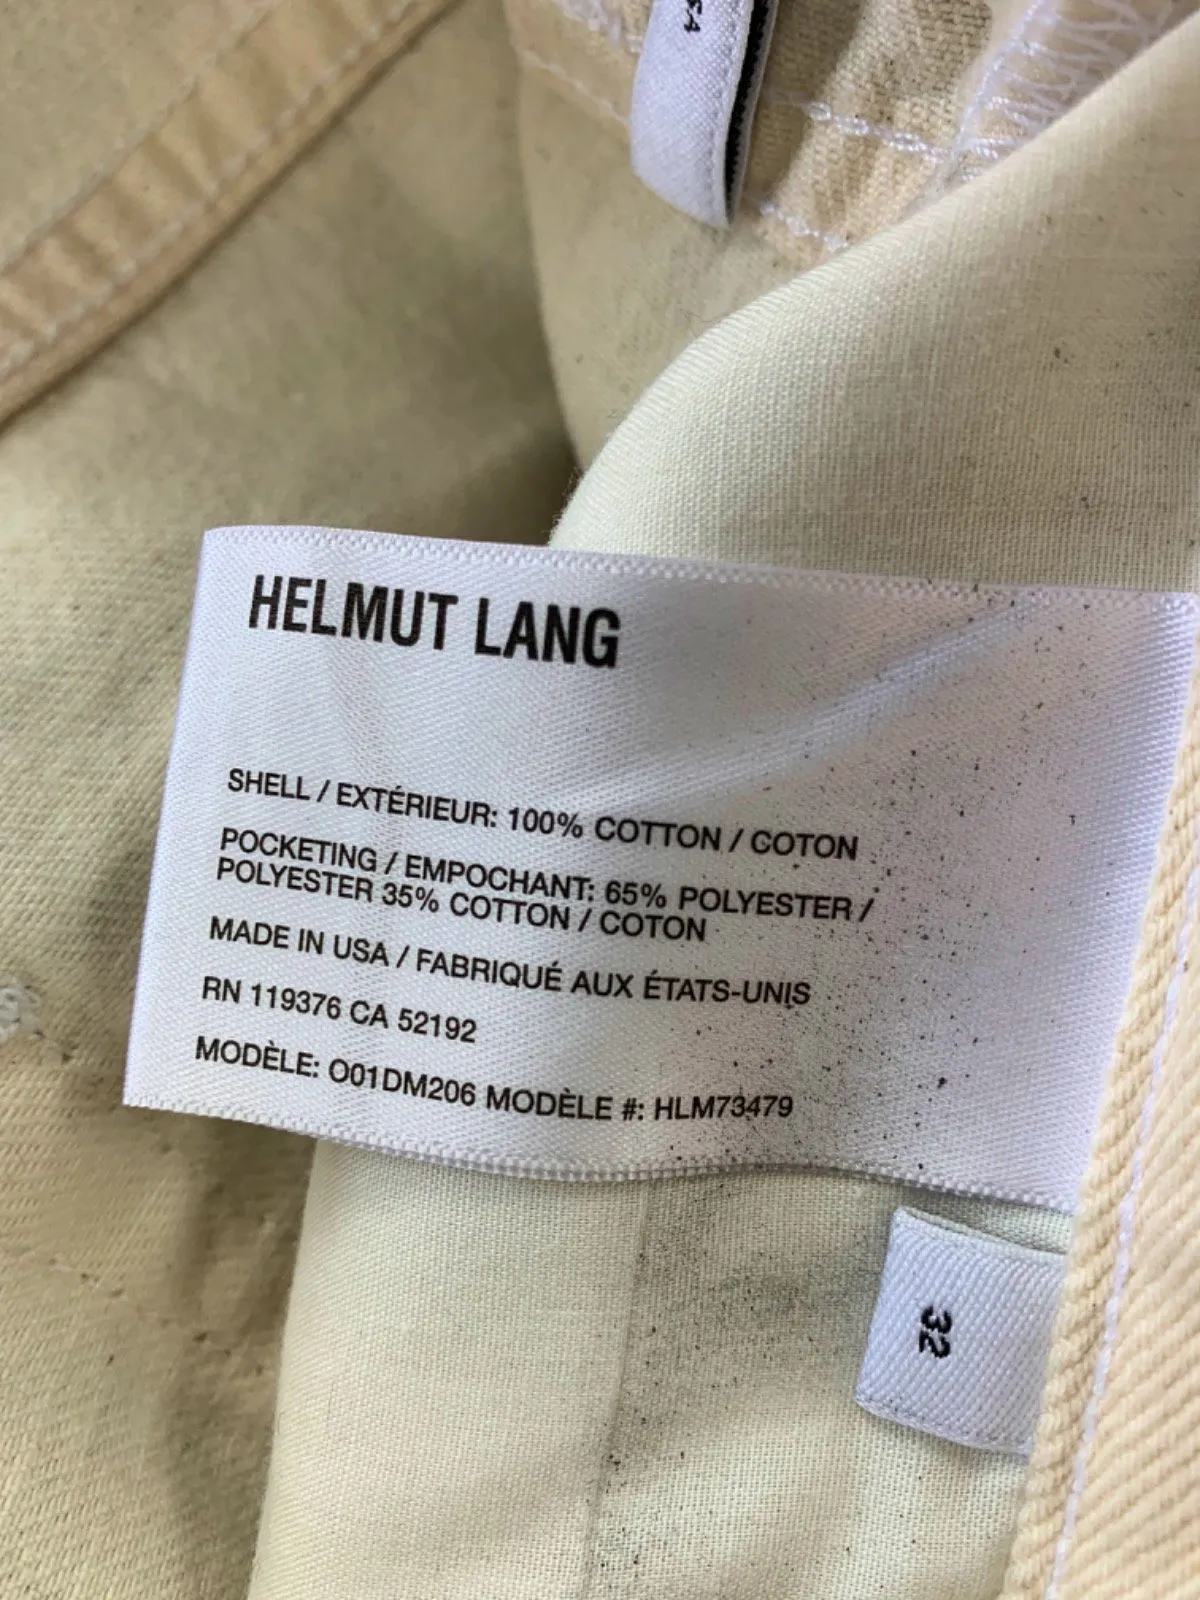 HELMUT LANG
SHELL / EXTÉRIEUR: 100% COTTON / COTON
POCKETING / EMPOCHANT: 65% POLYESTER /
POLYESTER 35% COTTON / COTON
MADE IN USA / FABRIQUÉ AUX ÉTATS-UNIS
RN 119376 CA 52192
MODÈLE: O01DM206 MODÈLE #: HLM73479
32